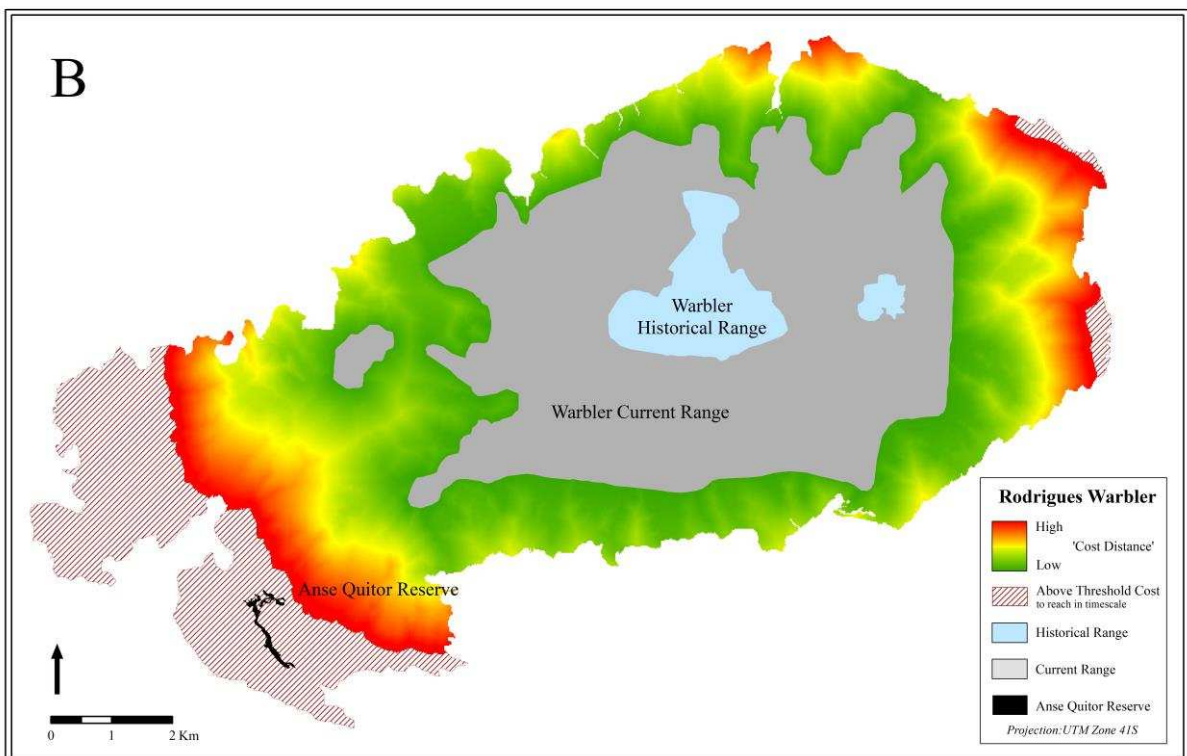 B
Warbler
Historical Range
Warbler Current Range
Anse Quitor Reserve
0 1 2 Km
Rodrigues Warbler
High
'Cost Distance'
Low
Above Threshold Cost
to reach in timescale
Historical Range
Current Range
Anse Quitor Reserve
Projection:UTM Zone 41S